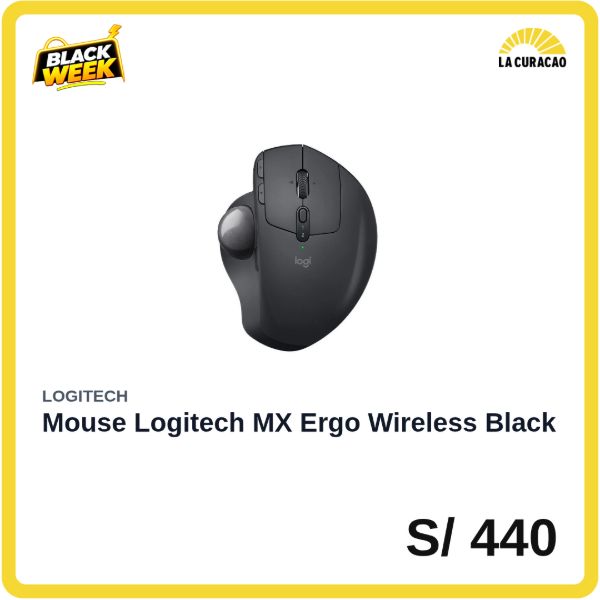 BLACK
WEEK
LA CURACAO
logi
LOGITECH
Mouse Logitech MX Ergo Wireless Black
S/ 440